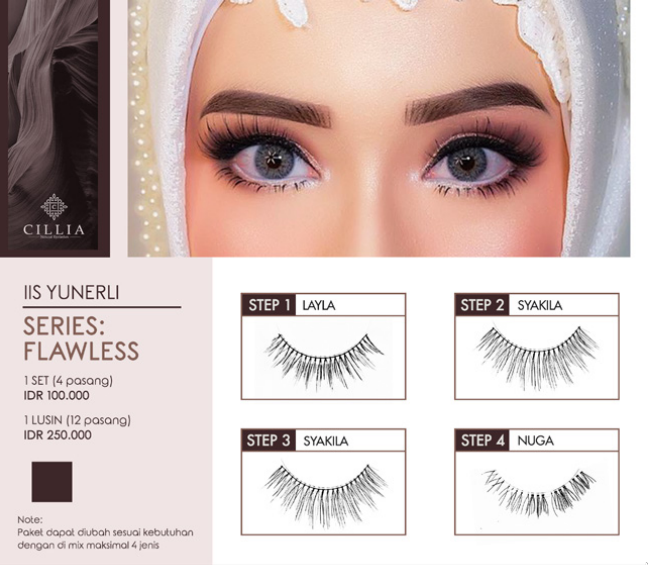 CILLIA
IIS YUNERLI
SERIES:
FLAWLESS
1 SET (4 pasang)
IDR 100.000
1 LUSIN (12 pasang)
IDR 250.000
Note:
Paket dapat diubah sesuai kebutuhan
dengan di mix maksimal 4 jenis
STEP 1 LAYLA
STEP 2 SYAKILA
STEP 3 SYAKILA
STEP 4 NUGA